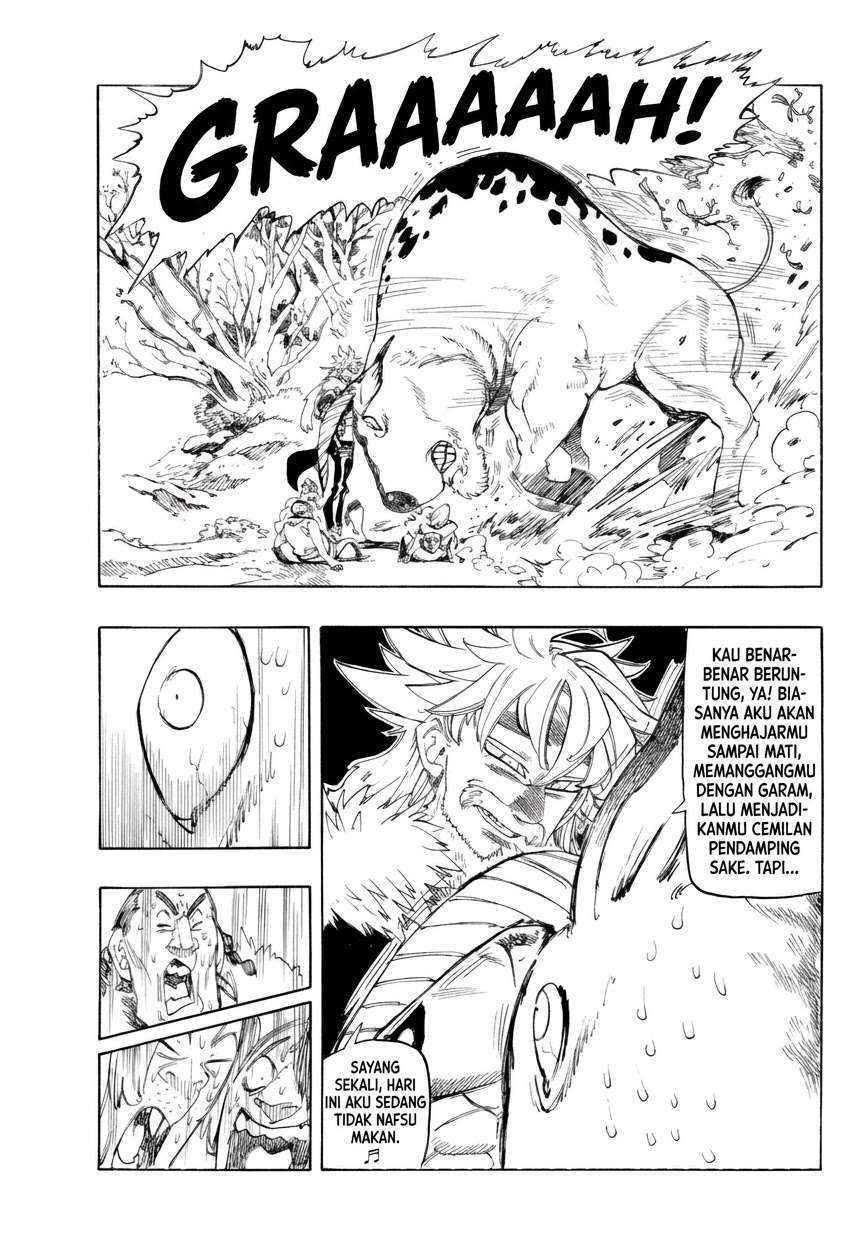 GRAAAAAAH!
KAU BENAR-
BENAR BERUN-
TUNG, YA! BIA-
SANYA AKU AKAN
MENGHAJARMU
SAMPAI MATI,
MEMANGGANGMU
DENGAN GARAM,
LALU MENJADI-
KANMU CEMILAN
PENDAMPING
SAKE. TAPI...
SAYANG
SEKALI, HARI
INI AKU SEDANG
TIDAK NAFSU
MAKAN.
♫